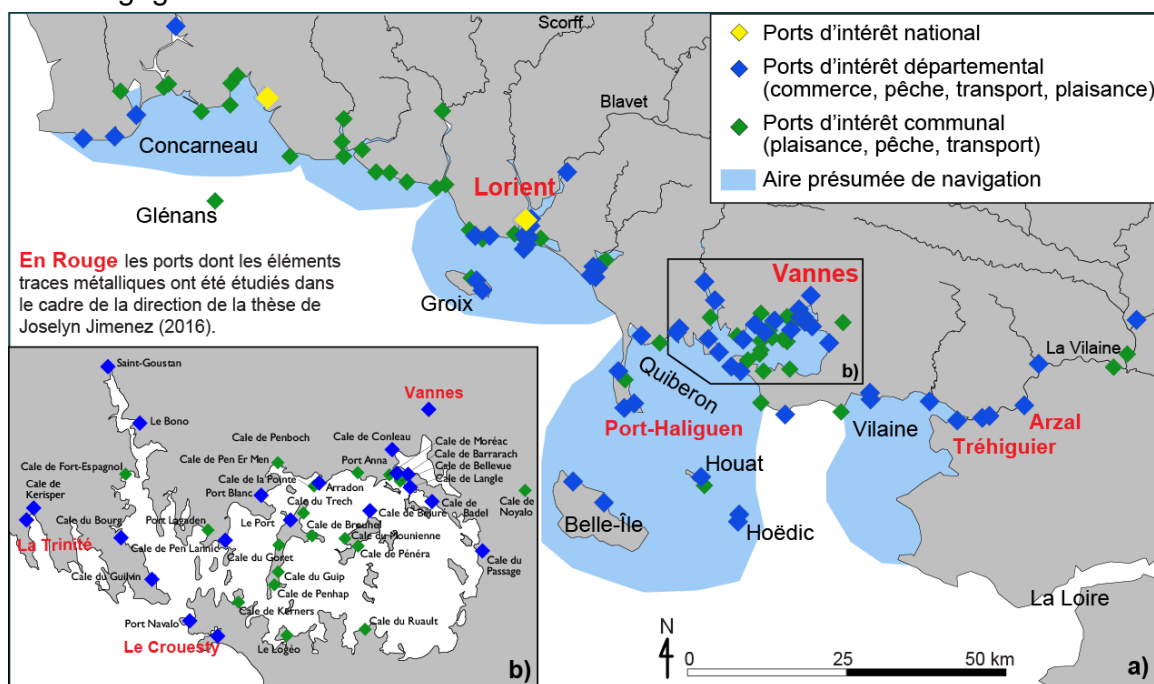 Scorff
Ports d'intérêt national
Ports d'intérêt départemental
(commerce, pêche, transport, plaisance)
Ports d'intérêt communal
(plaisance, pêche, transport)
Aire présumée de navigation
Blavet
Concarneau
Lorient
Glénans
En Rouge les ports dont les éléments
traces métalliques ont été étudiés dans
le cadre de la direction de la thèse de
Joselyn Jimenez (2016).
Groix
Vannes
La Vilaine
b)
Quiberon
Port-Haliguen
Vilaine
Arzal
Tréhiguier
Houat
Belle-Île
Hoëdic
La Loire
N
0
25
50 km
a)
Saint-Goustan
Vannes
Le Bono
Cale de Penboch
Cale de Conleau
Cale de Moréac
Cale de Barrarach
Cale de Bellevue
Cale de Langle
Cale de Pen Er Men
Port Anna
Cale de Fort-Espagnol
Cale de la Pointe
Arradon
Cale de
Kerisper
Port Blanc
Cale du Trech
Cale de
Badel
Cale de
Noyalo
Cale du Bourg
Port Lagaden
Le Port
Cale de Béluré
Cale de Breuhel
Cale du Mounienne
La Trinité
Cale de Pen Lannic
Cale du Goret
Cale de Pénéra
Cale du
Passage
Cale du Guilvin
Cale du Guip
Cale de Penhap
Cale de Kerners
Port Navalo
Cale du Ruault
Le Crouesty
Le Logéo
b)